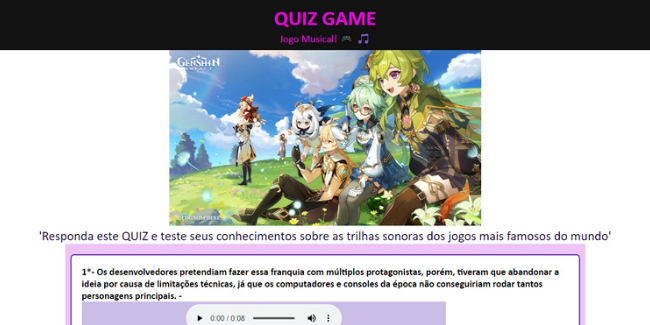 QUIZ GAME
Jogo Musical! 🎮 🎵
GENSHIN
IMPACT
'Responda este QUIZ e teste seus conhecimentos sobre as trilhas sonoras dos jogos mais famosos do mundo'
1*- Os desenvolvedores pretendiam fazer essa franquia com múltiplos protagonistas, porém, tiveram que abandonar a
ideia por causa de limitações técnicas, já que os computadores e consoles da época não conseguiriam rodar tantos
personagens principais. -
0:00 / 0:08